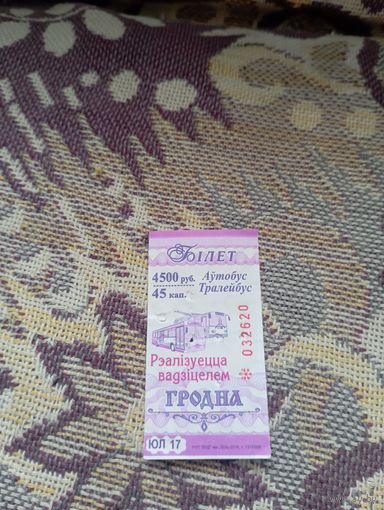 БІЛЕТ
4500 руб.
45 кап.
Аўтобус
Тралейбус
032620
Рэалізуецца
вадзіцелем
ГРОДНА
ЮЛ 17